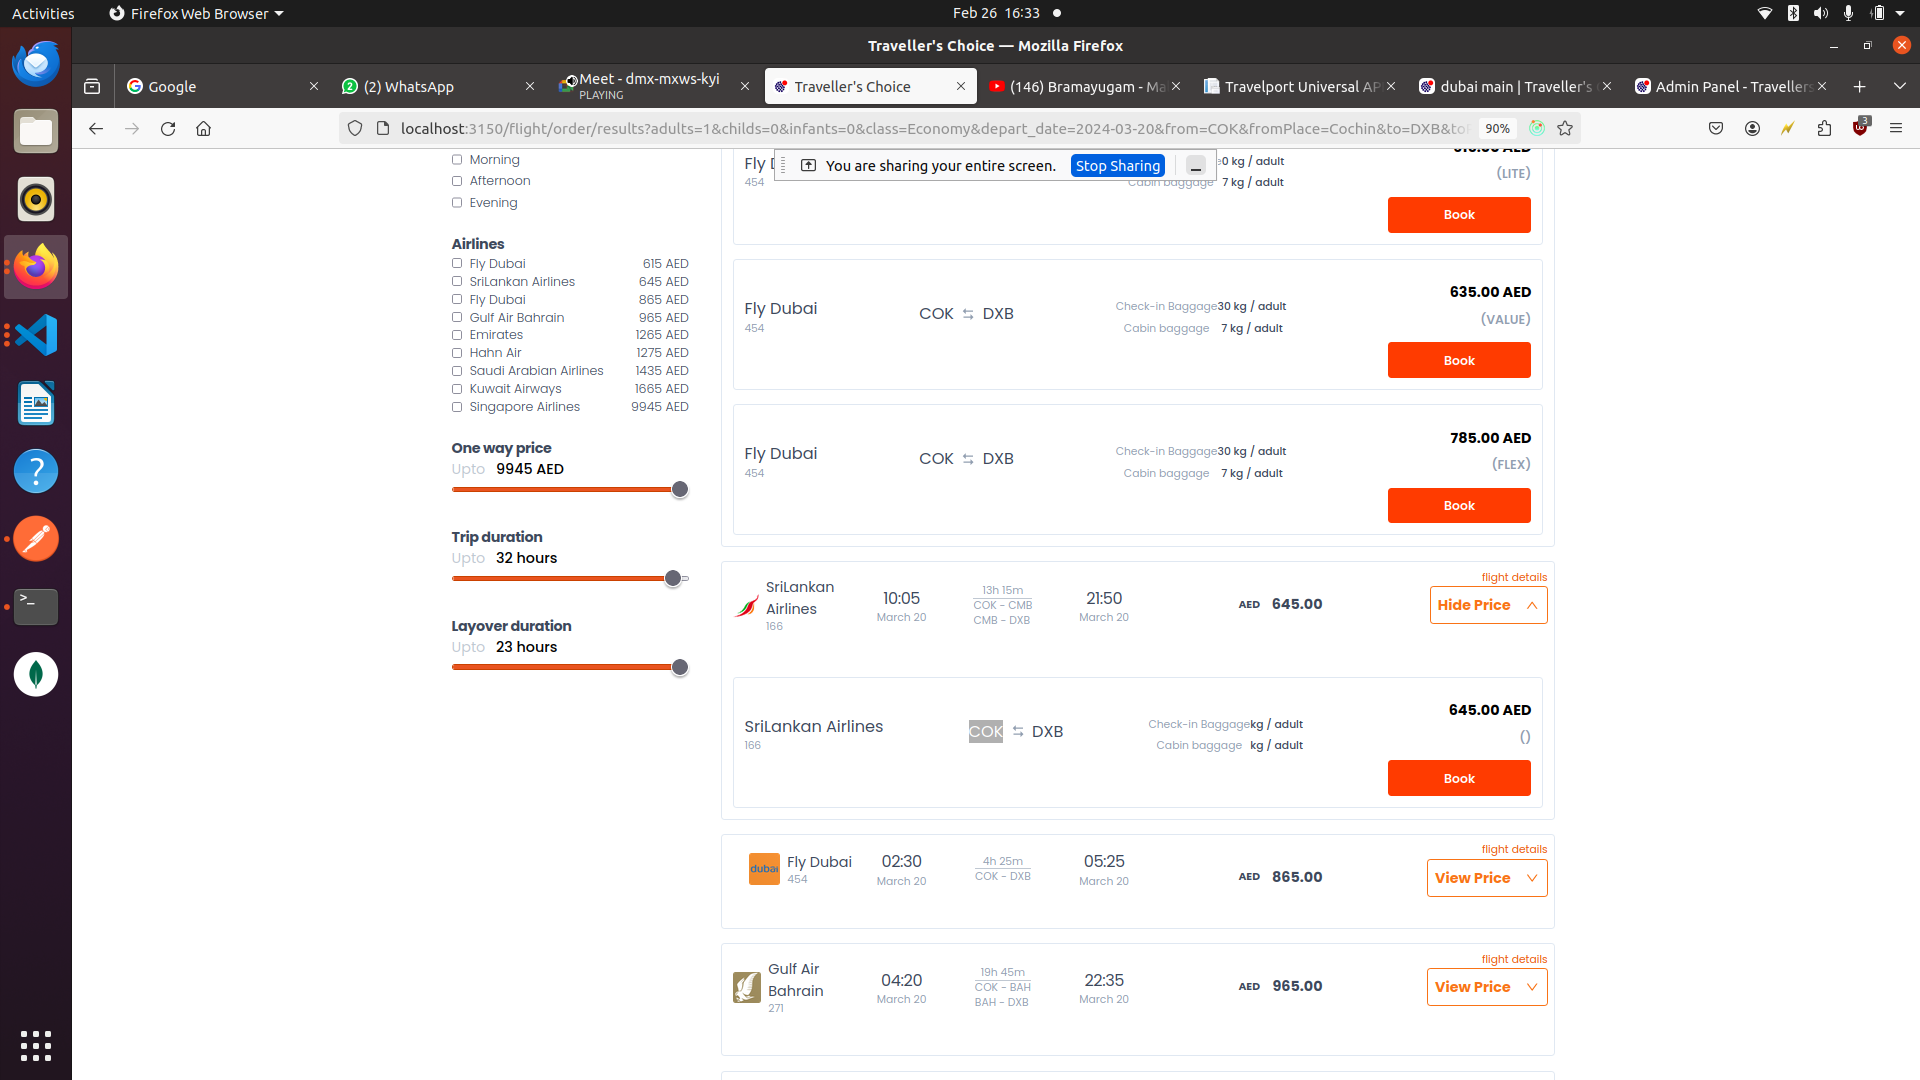 Activities
Firefox Web Browser
Feb 26 16:33
Traveller's Choice — Mozilla Firefox
Google
(2) WhatsApp
Meet - dmx-mxws-kyi
PLAYING
Traveller's Choice
(146) Bramayugam - Ma
Travelport Universal AP
dubai main | Traveller's
Admin Panel - Travellers
localhost:3150/flight/order/results?adults=1&childs=0&infants=0&class=Economy&depart_date=2024-03-20&from=COK&fromPlace=Cochin&to=DXB&toP
90%
3
You are sharing your entire screen.
Stop Sharing
Morning
Afternoon
Evening
Airlines
Fly Dubai 615 AED
SriLankan Airlines 645 AED
Fly Dubai 865 AED
Gulf Air Bahrain 965 AED
Emirates 1265 AED
Hahn Air 1275 AED
Saudi Arabian Airlines 1435 AED
Kuwait Airways 1665 AED
Singapore Airlines 9945 AED
One way price
Upto 9945 AED
Trip duration
Upto 32 hours
Layover duration
Upto 23 hours
Fly
454
0 kg / adult
Cabin baggage 7 kg / adult
(LITE)
Book
Fly Dubai
454
COK DXB
Check-in Baggage30 kg / adult
Cabin baggage 7 kg / adult
635.00 AED
(VALUE)
Book
Fly Dubai
454
COK DXB
Check-in Baggage30 kg / adult
Cabin baggage 7 kg / adult
785.00 AED
(FLEX)
Book
SriLankan
Airlines
166
10:05
March 20
13h 15m
COK - CMB
CMB - DXB
21:50
March 20
AED 645.00
flight details
Hide Price
SriLankan Airlines
166
COK DXB
Check-in Baggagekg / adult
Cabin baggage kg / adult
645.00 AED
()
Book
dubai
Fly Dubai
454
02:30
March 20
4h 25m
COK - DXB
05:25
March 20
AED 865.00
flight details
View Price
Gulf Air
Bahrain
271
04:20
March 20
19h 45m
COK - BAH
BAH - DXB
22:35
March 20
AED 965.00
flight details
View Price